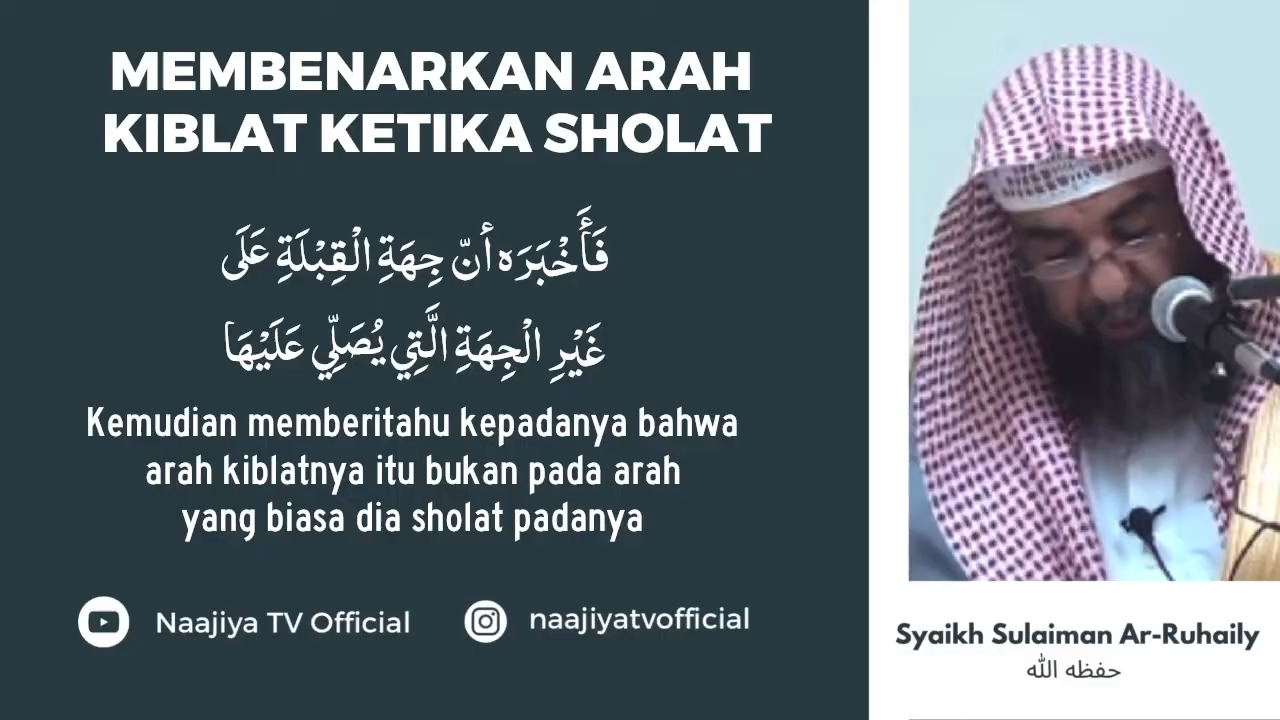 MEMBENARKAN ARAH
KIBLAT KETIKA SHOLAT
فَأَخْبَرَه أنّ جِهَةِ الْقِبْلَةِ عَلَى
غَيْرِ الْجِهَةِ الَّتِي يُصَلِّي عَلَيْهَا
Kemudian memberitahu kepadanya bahwa
arah kiblatnya itu bukan pada arah
yang biasa dia sholat padanya
Naajiya TV Official
naajiyatvofficial
Syaikh Sulaiman Ar-Ruhaily
حفظه الله